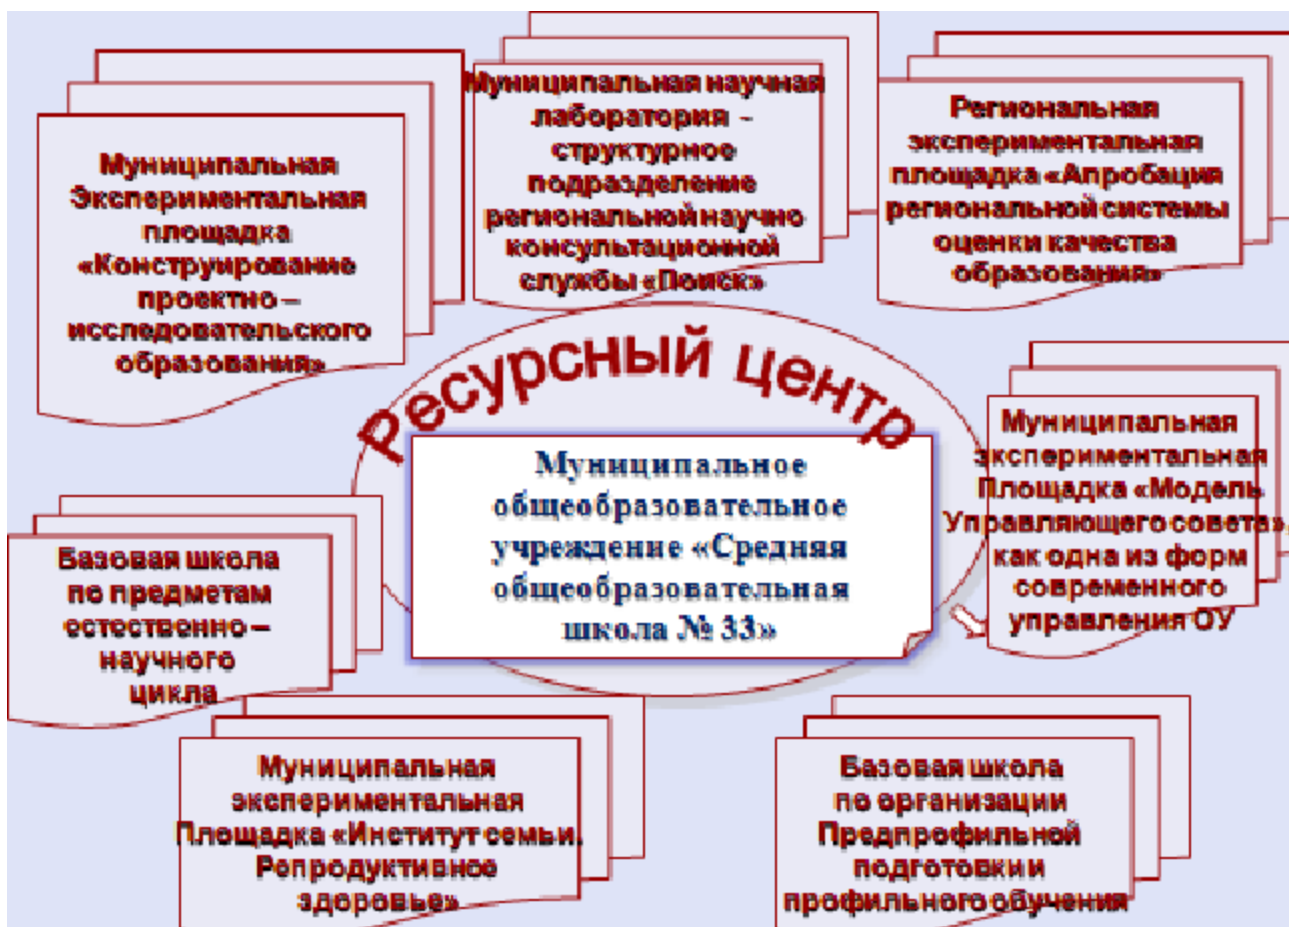 Муниципальная
Экспериментальная
площадка
«Конструирование
проектно –
исследовательского
образования»
Муниципальная научная
лаборатория -
структурное
подразделение
региональной научно
консультационной
службы «Поиск»
Региональная
экспериментальная
площадка «Апробация
региональной системы
оценки качества
образования»
Ресурсный центр
Муниципальное
общеобразовательное
учреждение «Средняя
общеобразовательная
школа № 33»
Муниципальная
экспериментальная
Площадка «Модель
Управляющего совета»,
как одна из форм
современного
управления ОУ
Базовая школа
по предметам
естественно –
научного
цикла
Муниципальная
экспериментальная
Площадка «Институт семьи.
Репродуктивное
здоровье»
Базовая школа
по организации
Предпрофильной
подготовки и
профильного обучения